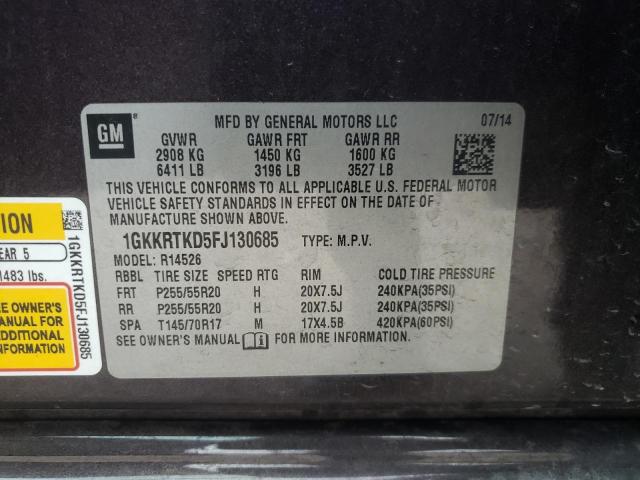 GM
MFD BY GENERAL MOTORS LLC 07/14
GVWR GAWR FRT GAWR RR
2908 KG 1450 KG 1600 KG
6411 LB 3196 LB 3527 LB
THIS VEHICLE CONFORMS TO ALL APPLICABLE U.S. FEDERAL MOTOR
VEHICLE SAFETY STANDARDS IN EFFECT ON THE DATE OF
MANUFACTURE SHOWN ABOVE.
1GKKRTKD5FJ130685 TYPE: M.P.V.
MODEL: R14526
RBBL TIRE SIZE SPEED RTG RIM COLD TIRE PRESSURE
FRT P255/55R20 H 20X7.5J 240KPA(35PSI)
RR P255/55R20 H 20X7.5J 240KPA(35PSI)
SPA T145/70R17 M 17X4.5B 420KPA(60PSI)
SEE OWNER'S MANUAL FOR MORE INFORMATION.
TION
EAR 5
1483 lbs.
E OWNER'S
ANUAL FOR
DDITIONAL
FORMATION
1GKKRTKD5FJ130685